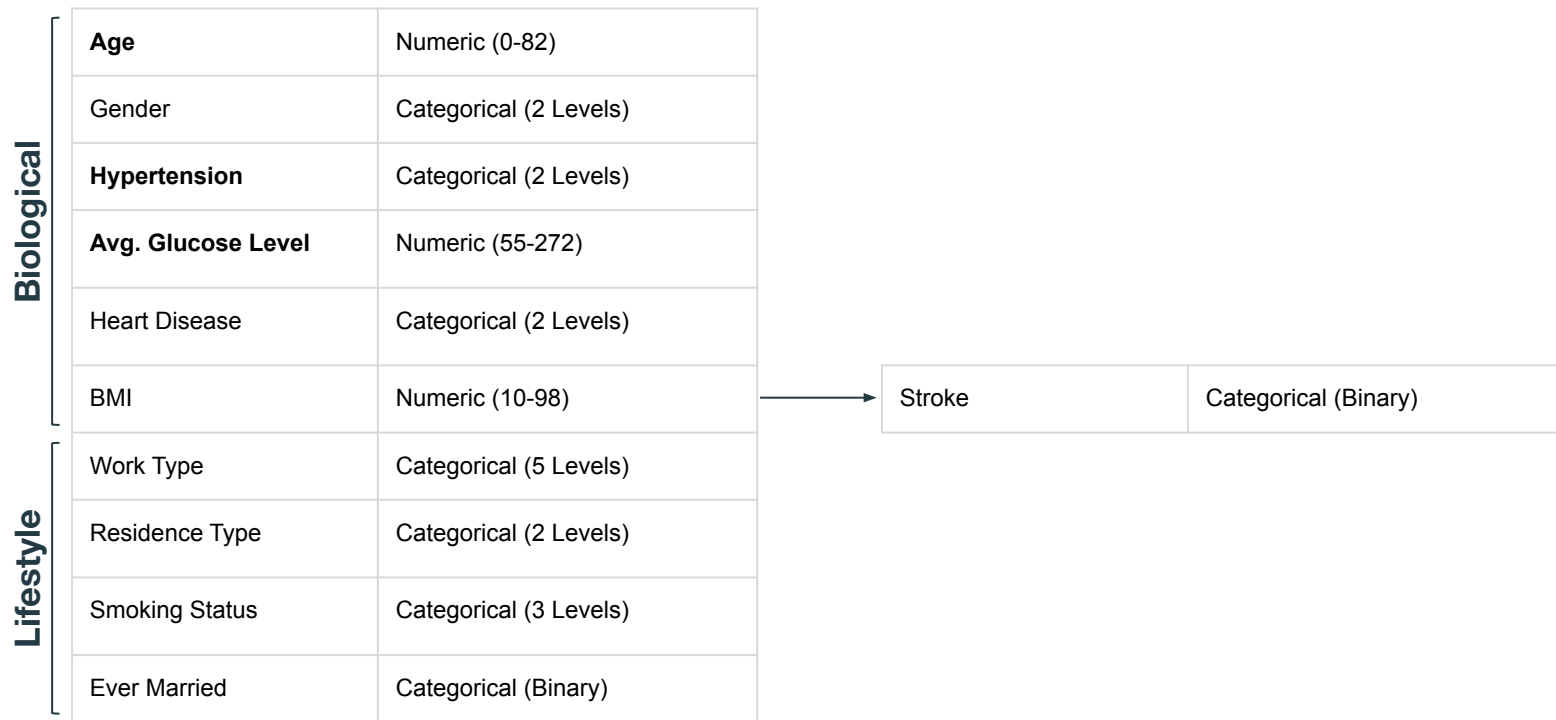 Biological
Age Numeric (0-82)
Gender Categorical (2 Levels)
Hypertension Categorical (2 Levels)
Avg. Glucose Level Numeric (55-272)
Heart Disease Categorical (2 Levels)
BMI Numeric (10-98)
Stroke Categorical (Binary)
Lifestyle
Work Type Categorical (5 Levels)
Residence Type Categorical (2 Levels)
Smoking Status Categorical (3 Levels)
Ever Married Categorical (Binary)